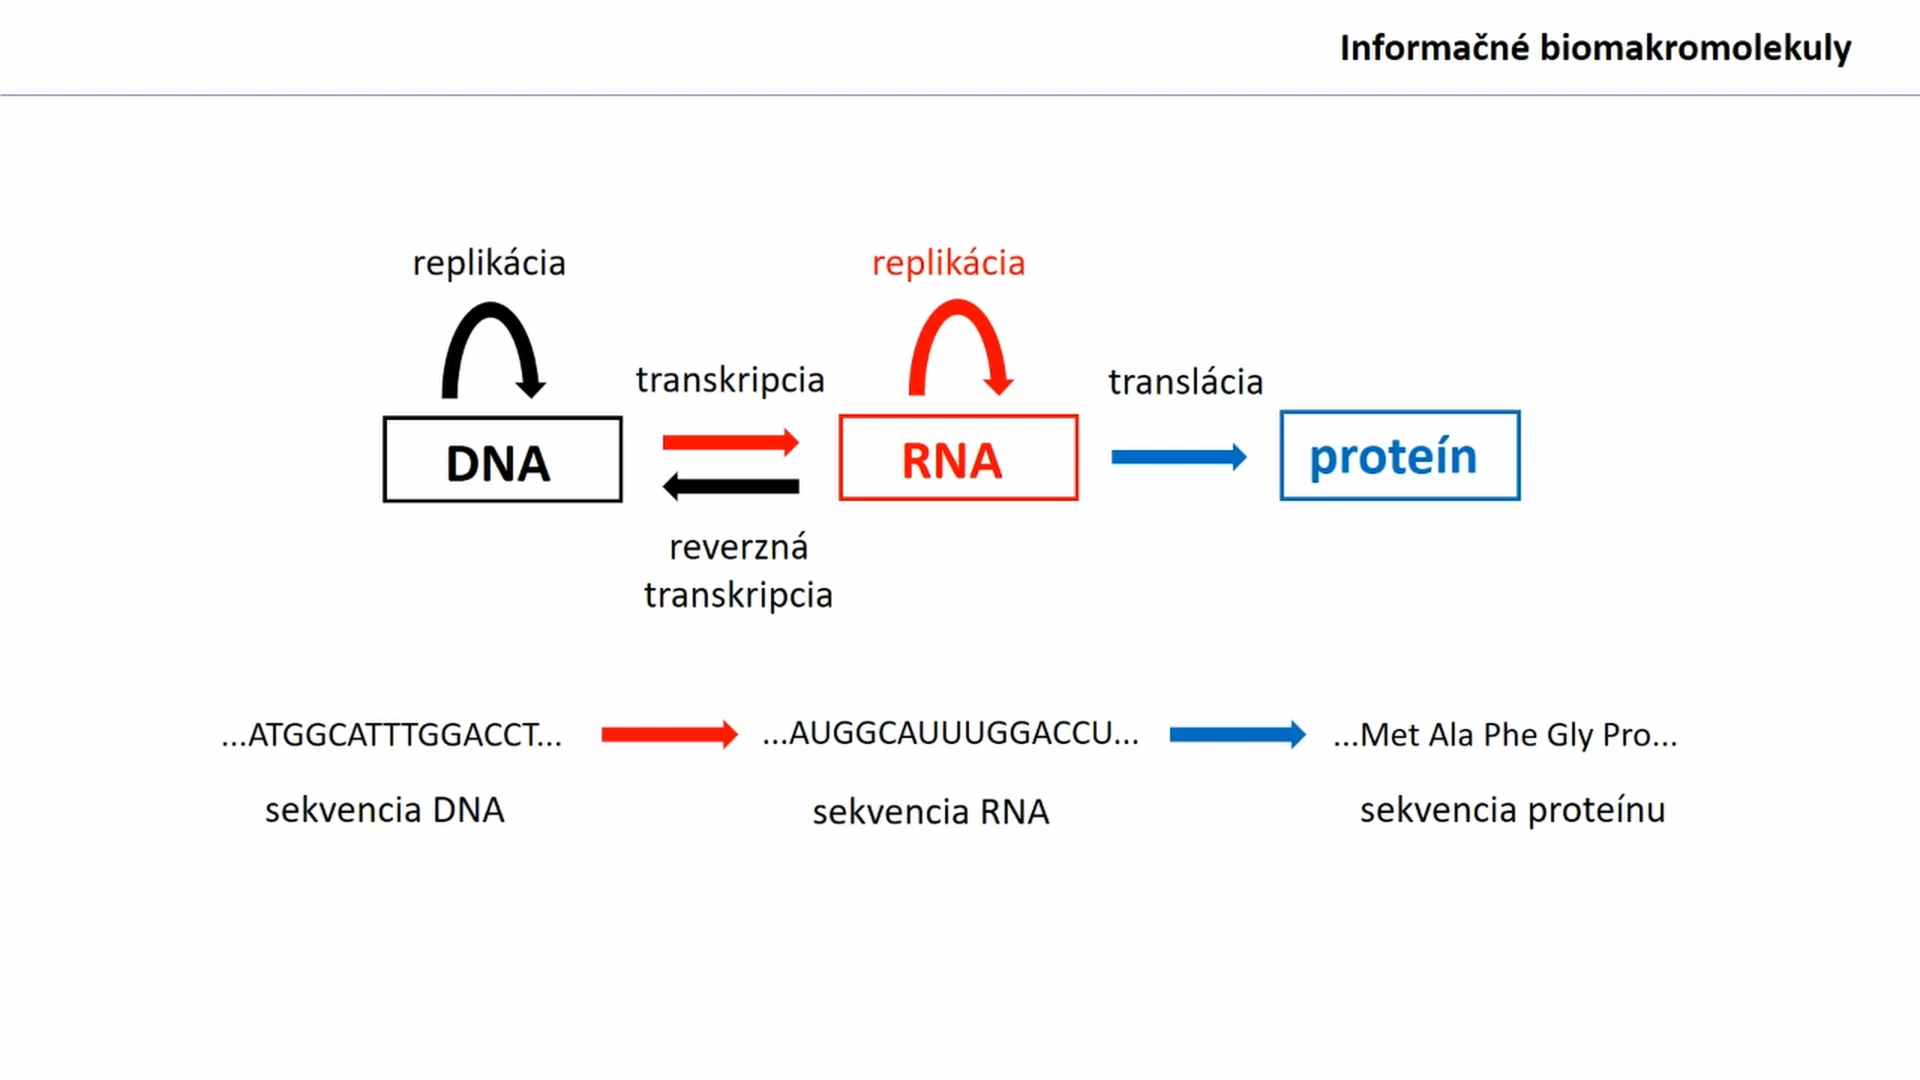 Informačné biomakromolekuly
replikácia
replikácia
transkripcia
translácia
DNA
RNA
proteín
reverzná
transkripcia
...ATGGCATTTGGACCT...
...AUGGCAUUUGGACCU...
...Met Ala Phe Gly Pro...
sekvencia DNA
sekvencia RNA
sekvencia proteínu